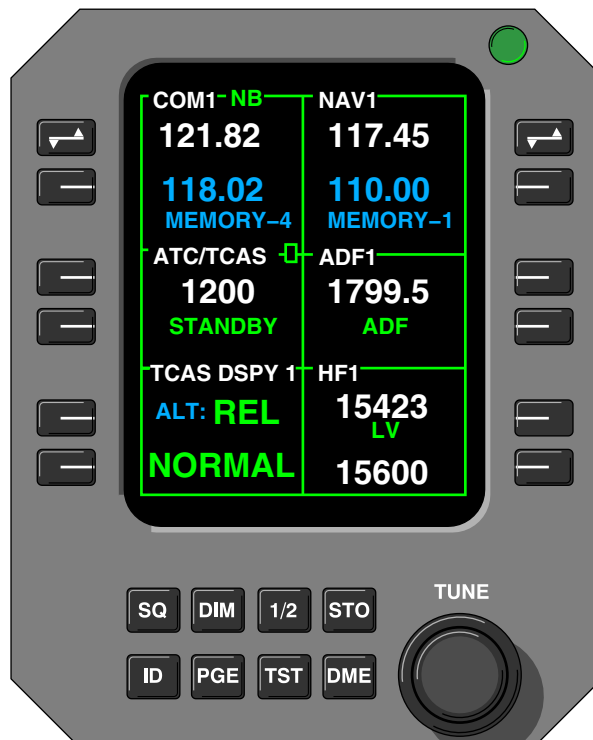 COM1 NB
121.82
118.02
MEMORY–4
NAV1
117.45
110.00
MEMORY–1
ATC/TCAS
1200
STANDBY
ADF1
1799.5
ADF
TCAS DSPY 1
ALT: REL
NORMAL
HF1
15423
LV
15600
TUNE
SQ DIM 1/2 STO
ID PGE TST DME